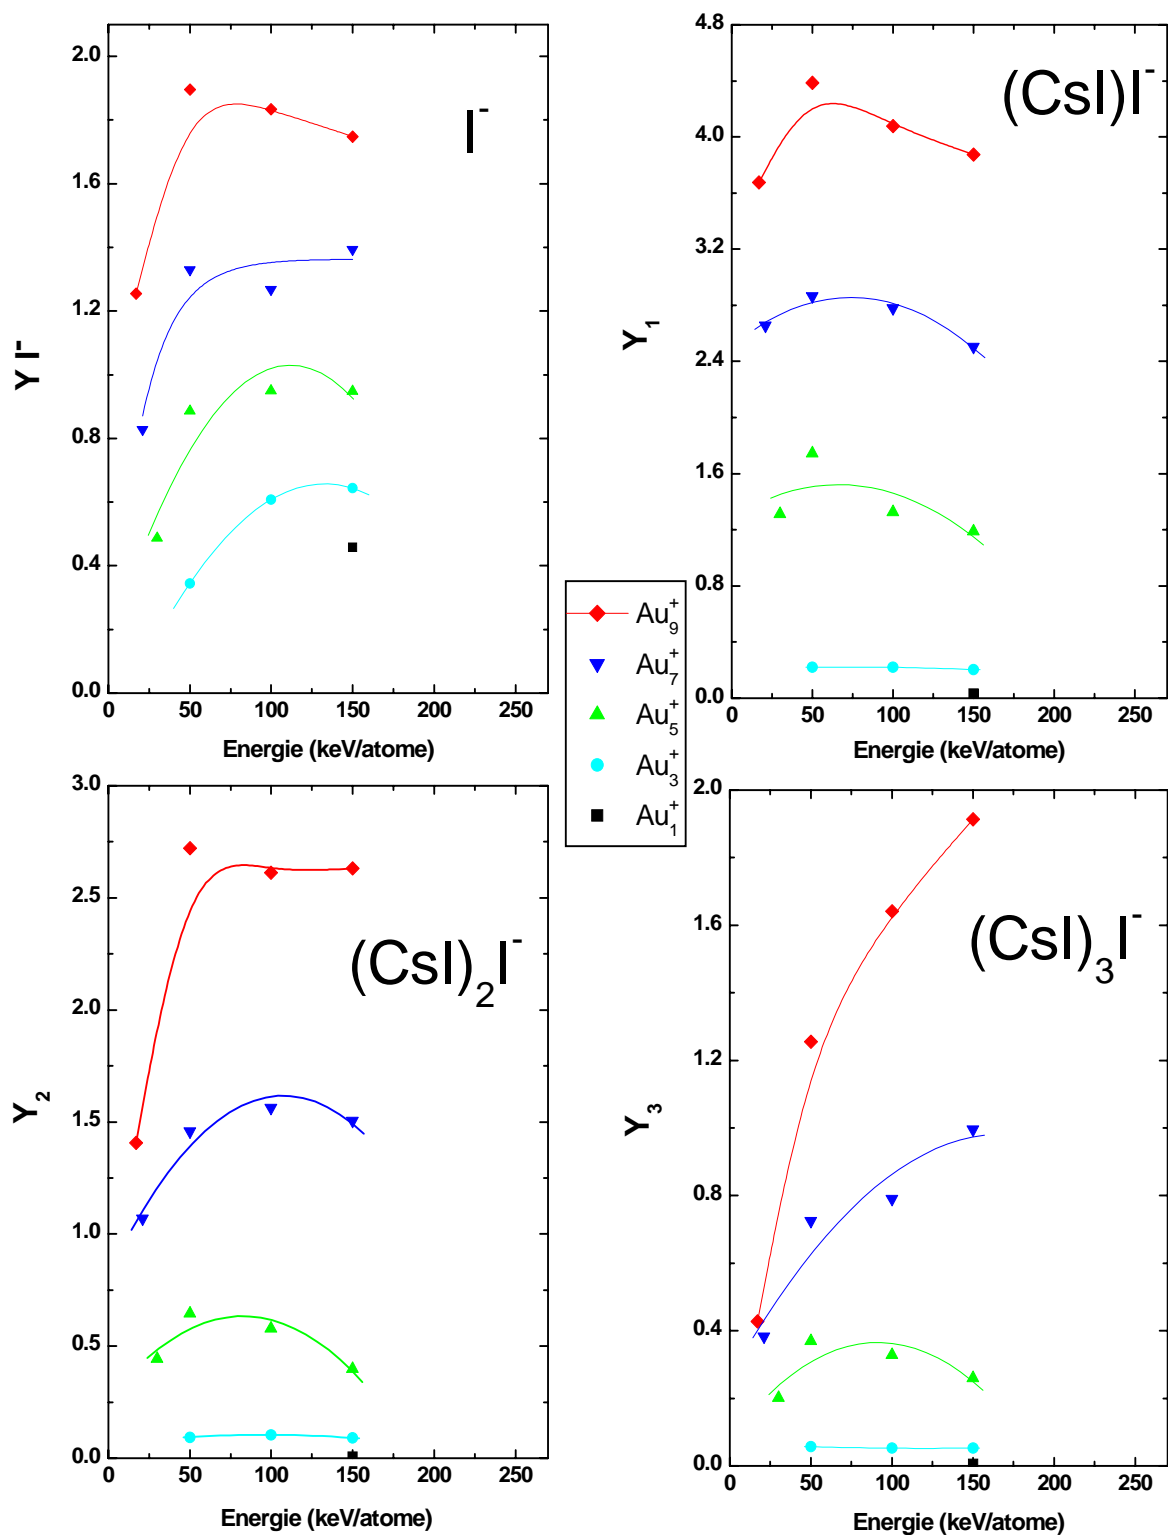 I⁻
2.0
1.6
1.2
0.8
0.4
0.0
Y I⁻
0 50 100 150 200 250
Energie (keV/atome)
(CsI)I⁻
4.8
4.0
3.2
2.4
1.6
0.8
0.0
Y₁
0 50 100 150 200 250
Energie (keV/atome)
Au₉⁺
Au₇⁺
Au₅⁺
Au₃⁺
Au₁⁺
(CsI)₂I⁻
3.0
2.5
2.0
1.5
1.0
0.5
0.0
Y₂
0 50 100 150 200 250
Energie (keV/atome)
(CsI)₃I⁻
2.0
1.6
1.2
0.8
0.4
0.0
Y₃
0 50 100 150 200 250
Energie (keV/atome)